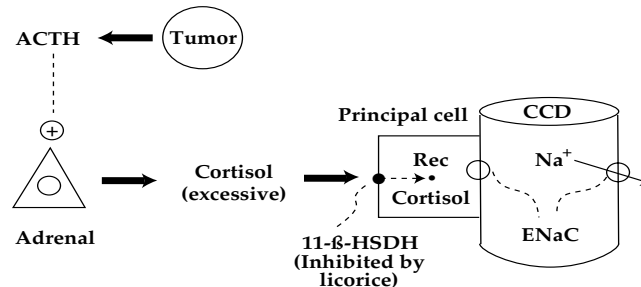 ACTH
Tumor
+
Adrenal
Cortisol
(excessive)
Principal cell
Rec
Cortisol
11-ß-HSDH
(Inhibited by
licorice)
CCD
Na+
ENaC